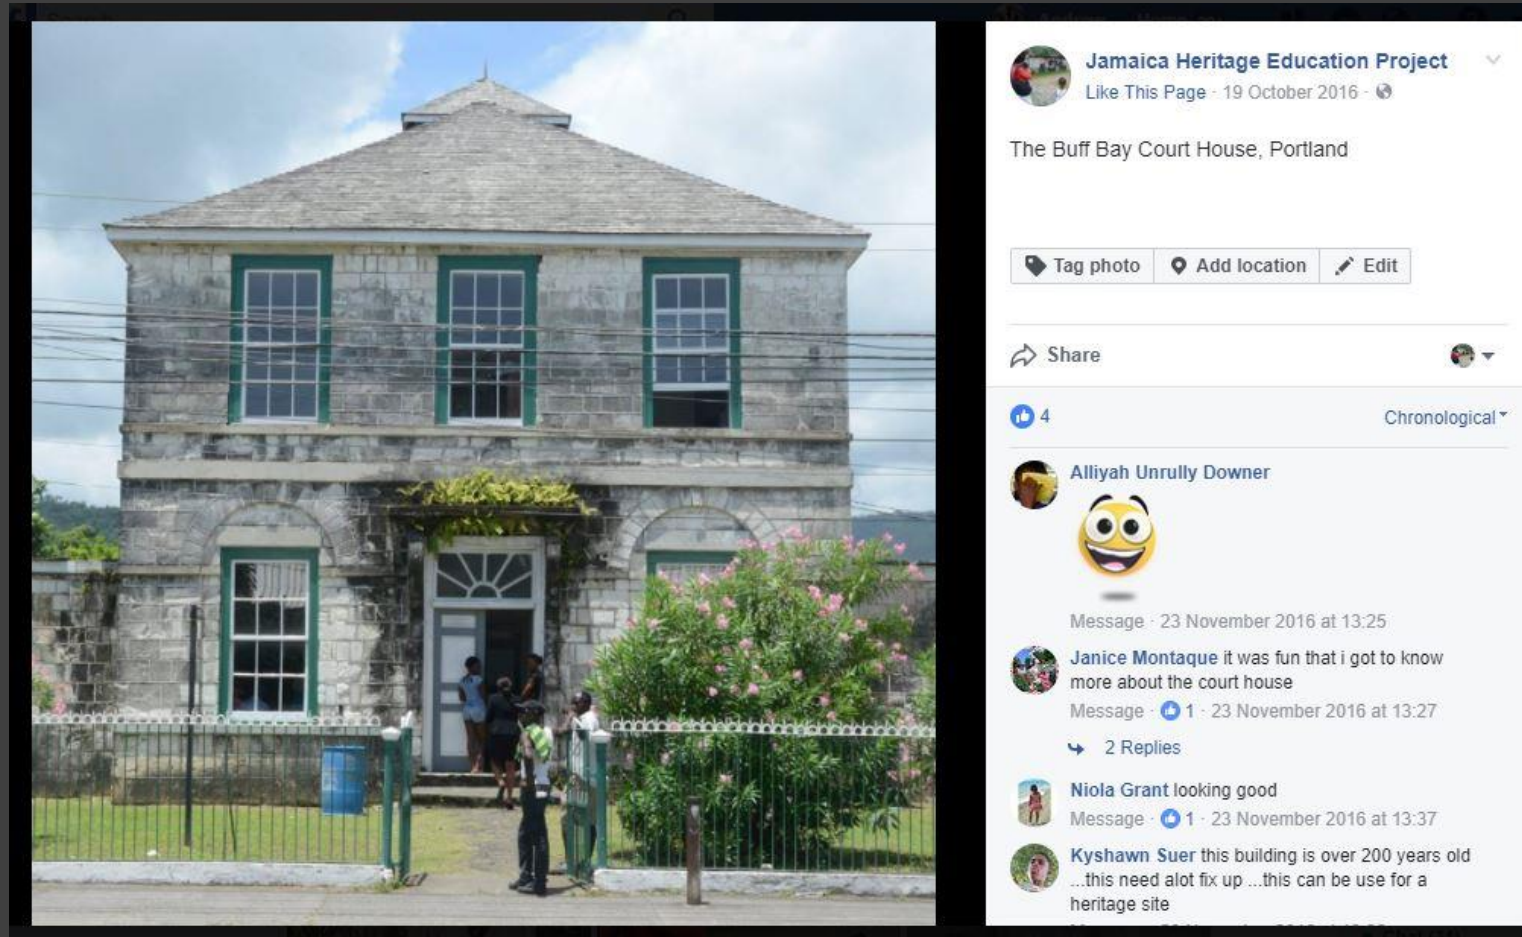 Jamaica Heritage Education Project
Like This Page · 19 October 2016 ·
The Buff Bay Court House, Portland
Tag photo
Add location
Edit
Share
4
Chronological
Alliyah Unrully Downer
Message · 23 November 2016 at 13:25
Janice Montaque it was fun that i got to know
more about the court house
Message · 1 · 23 November 2016 at 13:27
2 Replies
Niola Grant looking good
Message · 1 · 23 November 2016 at 13:37
Kyshawn Suer this building is over 200 years old
...this need alot fix up ...this can be use for a
heritage site